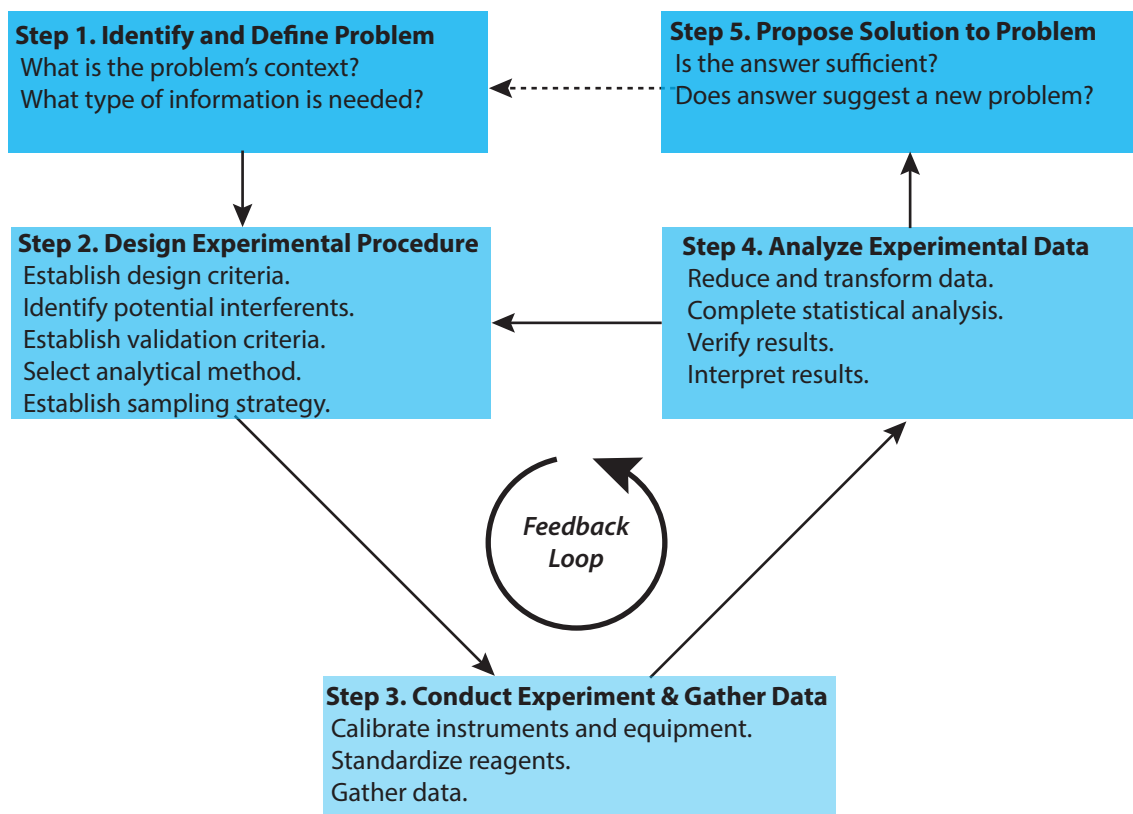 Step 1. Identify and Define Problem
What is the problem’s context?
What type of information is needed?
Step 5. Propose Solution to Problem
Is the answer sufficient?
Does answer suggest a new problem?
Step 2. Design Experimental Procedure
Establish design criteria.
Identify potential interferents.
Establish validation criteria.
Select analytical method.
Establish sampling strategy.
Step 4. Analyze Experimental Data
Reduce and transform data.
Complete statistical analysis.
Verify results.
Interpret results.
Feedback
Loop
Step 3. Conduct Experiment & Gather Data
Calibrate instruments and equipment.
Standardize reagents.
Gather data.